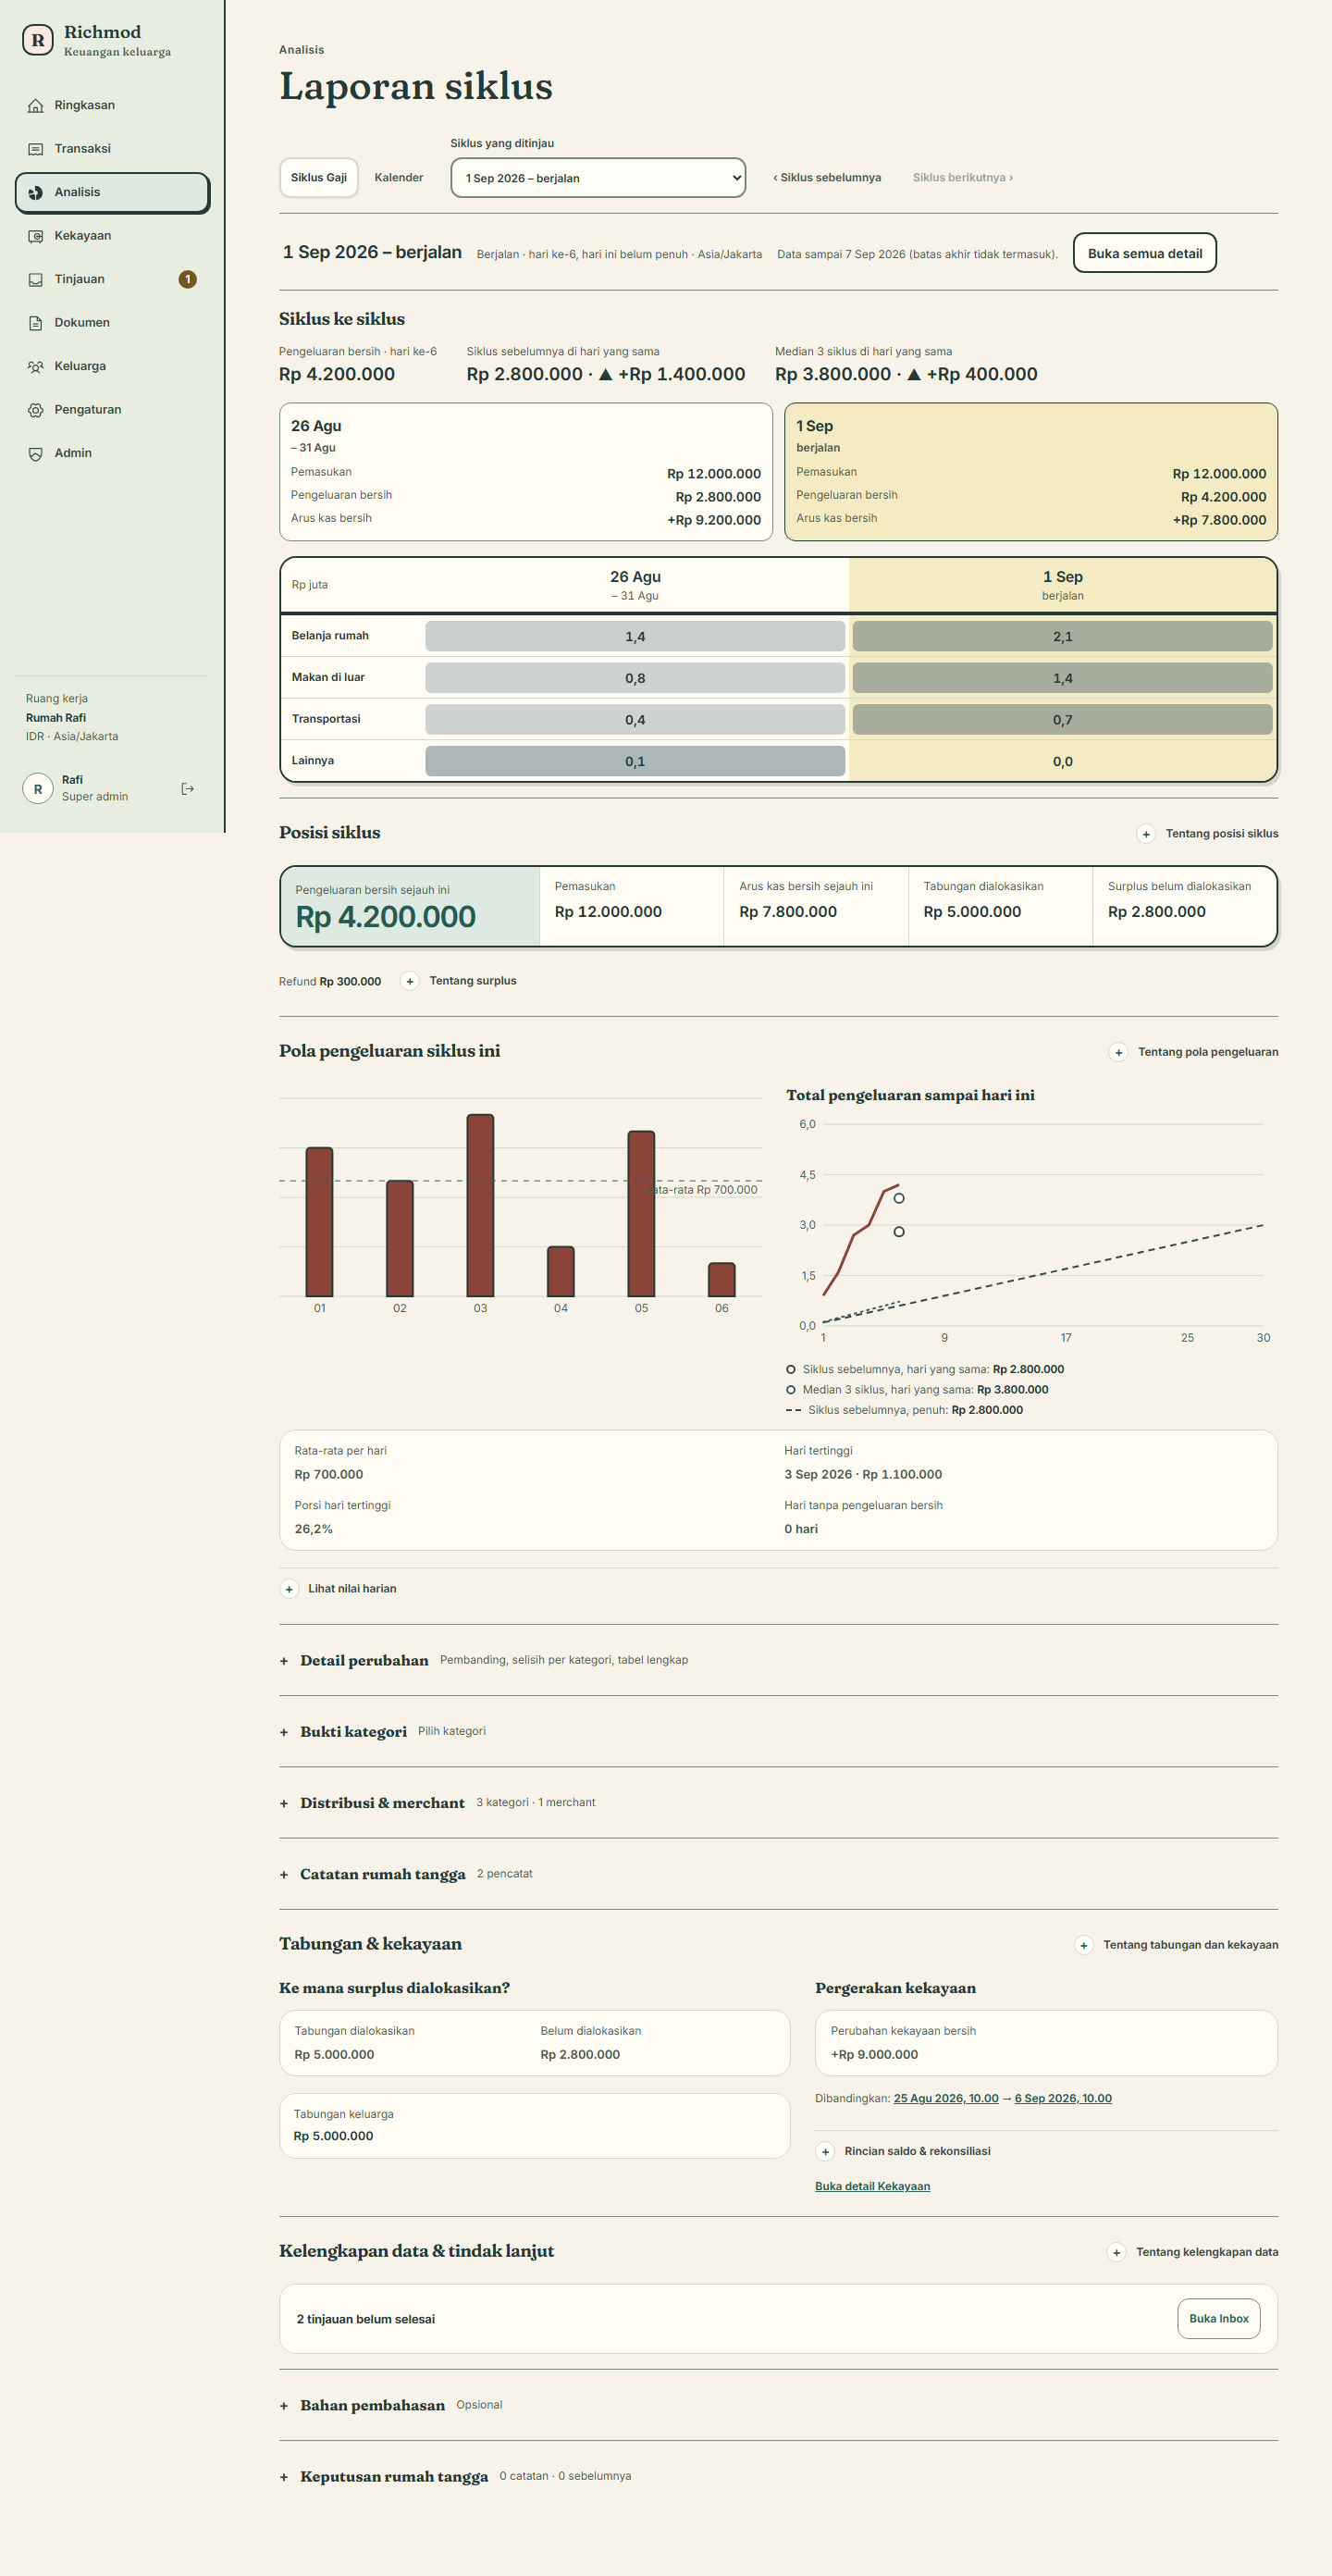 R
Richmod
Keuangan keluarga
Ringkasan
Transaksi
Analisis
Kekayaan
Tinjauan
1
Dokumen
Keluarga
Pengaturan
Admin
Ruang kerja
Rumah Rafi
IDR · Asia/Jakarta
R
Rafi
Super admin
Analisis
Laporan siklus
Siklus yang ditinjau
Siklus Gaji
Kalender
1 Sep 2026 – berjalan
‹ Siklus sebelumnya
Siklus berikutnya ›
1 Sep 2026 – berjalan
Berjalan · hari ke-6, hari ini belum penuh · Asia/Jakarta
Data sampai 7 Sep 2026 (batas akhir tidak termasuk).
Buka semua detail
Siklus ke siklus
Pengeluaran bersih · hari ke-6
Rp 4.200.000
Siklus sebelumnya di hari yang sama
Rp 2.800.000 · ▲ +Rp 1.400.000
Median 3 siklus di hari yang sama
Rp 3.800.000 · ▲ +Rp 400.000
26 Agu
– 31 Agu
Pemasukan Rp 12.000.000
Pengeluaran bersih Rp 2.800.000
Arus kas bersih +Rp 9.200.000
1 Sep
berjalan
Pemasukan Rp 12.000.000
Pengeluaran bersih Rp 4.200.000
Arus kas bersih +Rp 7.800.000
Rp juta
26 Agu
– 31 Agu
1 Sep
berjalan
Belanja rumah 1,4 2,1
Makan di luar 0,8 1,4
Transportasi 0,4 0,7
Lainnya 0,1 0,0
Posisi siklus
+ Tentang posisi siklus
Pengeluaran bersih sejauh ini
Rp 4.200.000
Pemasukan
Rp 12.000.000
Arus kas bersih sejauh ini
Rp 7.800.000
Tabungan dialokasikan
Rp 5.000.000
Surplus belum dialokasikan
Rp 2.800.000
Refund Rp 300.000
+ Tentang surplus
Pola pengeluaran siklus ini
+ Tentang pola pengeluaran
Rp 700.000
01 02 03 04 05 06
Total pengeluaran sampai hari ini
6,0
4,5
3,0
1,5
0,0
1 9 17 25 30
Siklus sebelumnya, hari yang sama: Rp 2.800.000
Median 3 siklus, hari yang sama: Rp 3.800.000
Siklus sebelumnya, penuh: Rp 2.800.000
Rata-rata per hari
Rp 700.000
Hari tertinggi
3 Sep 2026 · Rp 1.100.000
Porsi hari tertinggi
26,2%
Hari tanpa pengeluaran bersih
0 hari
+ Lihat nilai harian
+ Detail perubahan Pembanding, selisih per kategori, tabel lengkap
+ Bukti kategori Pilih kategori
+ Distribusi & merchant 3 kategori · 1 merchant
+ Catatan rumah tangga 2 pencatat
Tabungan & kekayaan
+ Tentang tabungan dan kekayaan
Ke mana surplus dialokasikan?
Tabungan dialokasikan
Rp 5.000.000
Belum dialokasikan
Rp 2.800.000
Tabungan keluarga
Rp 5.000.000
Pergerakan kekayaan
Perubahan kekayaan bersih
+Rp 9.000.000
Dibandingkan: 25 Agu 2026, 10.00 → 6 Sep 2026, 10.00
+ Rincian saldo & rekonsiliasi
Buka detail Kekayaan
Kelengkapan data & tindak lanjut
+ Tentang kelengkapan data
2 tinjauan belum selesai
Buka Inbox
+ Bahan pembahasan Opsional
+ Keputusan rumah tangga 0 catatan · 0 sebelumnya